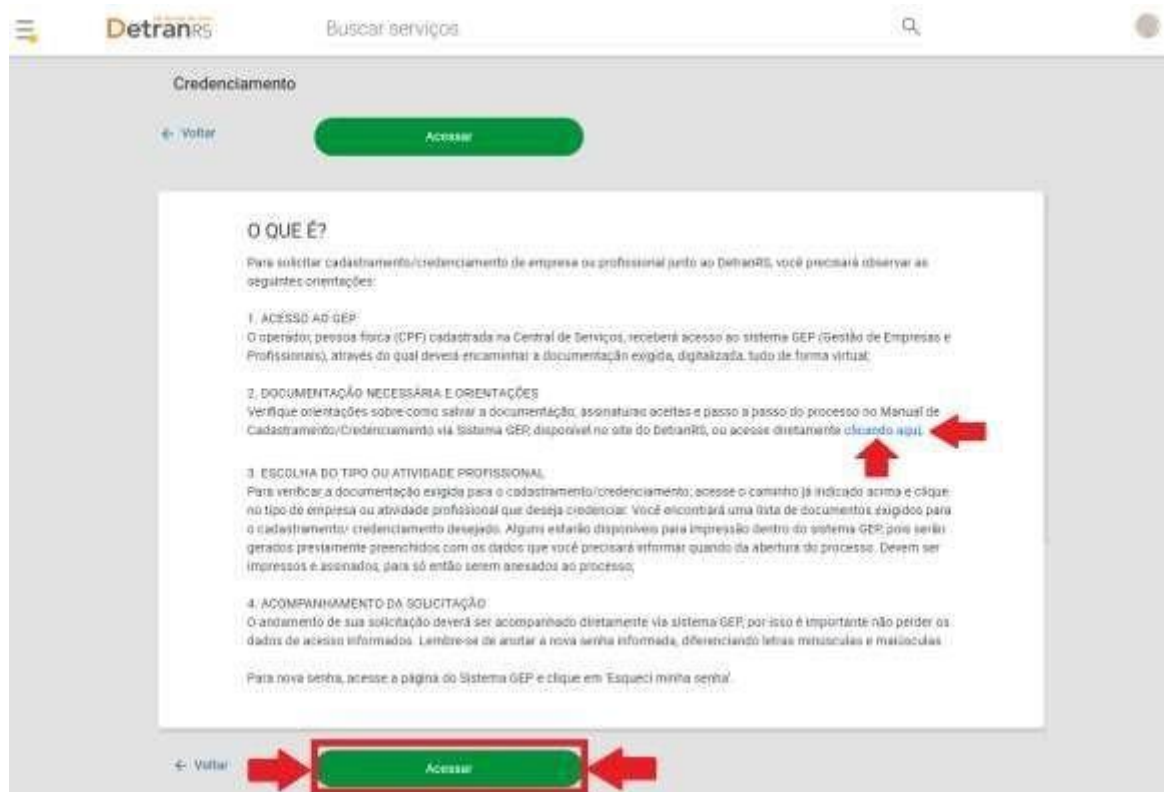 DetranRS
Buscar serviços
Credenciamento
← Voltar
Acessar
O QUE É?
Para solicitar cadastramento/credenciamento de empresa ou profissional junto ao DetranRS, você precisará observar as
seguintes orientações:
1. ACESSO AO GEP
O operador, pessoa física (CPF) cadastrada na Central de Serviços, receberá acesso ao sistema GEP (Gestão de Empresas e
Profissionais), através do qual deverá encaminhar a documentação exigida, digitalizada, tudo de forma virtual;
2. DOCUMENTAÇÃO NECESSÁRIA E ORIENTAÇÕES
Verifique orientações sobre como salvar a documentação, assinaturas aceitas e passo a passo do processo no Manual de
Cadastramento/Credenciamento via Sistema GEP, disponível no site do DetranRS, ou acesse diretamente clicando aqui.
3. ESCOLHA DO TIPO OU ATIVIDADE PROFISSIONAL
Para verificar a documentação exigida para o cadastramento/credenciamento, acesse o caminho já indicado acima e clique
no tipo de empresa ou atividade profissional que deseja credenciar. Você encontrará uma lista de documentos exigidos para
o cadastramento/ credenciamento desejado. Alguns estarão disponíveis para impressão dentro do sistema GEP, pois serão
gerados previamente preenchidos com os dados que você precisará informar quando da abertura do processo. Devem ser
impressos e assinados, para só então serem anexados ao processo;
4. ACOMPANHAMENTO DA SOLICITAÇÃO
O andamento de sua solicitação deverá ser acompanhado diretamente via sistema GEP, por isso é importante não perder os
dados de acesso informados. Lembre-se de anotar a nova senha informada, diferenciando letras minúsculas e maiúsculas.
Para nova senha, acesse a página do Sistema GEP e clique em 'Esqueci minha senha'.
← Voltar
Acessar